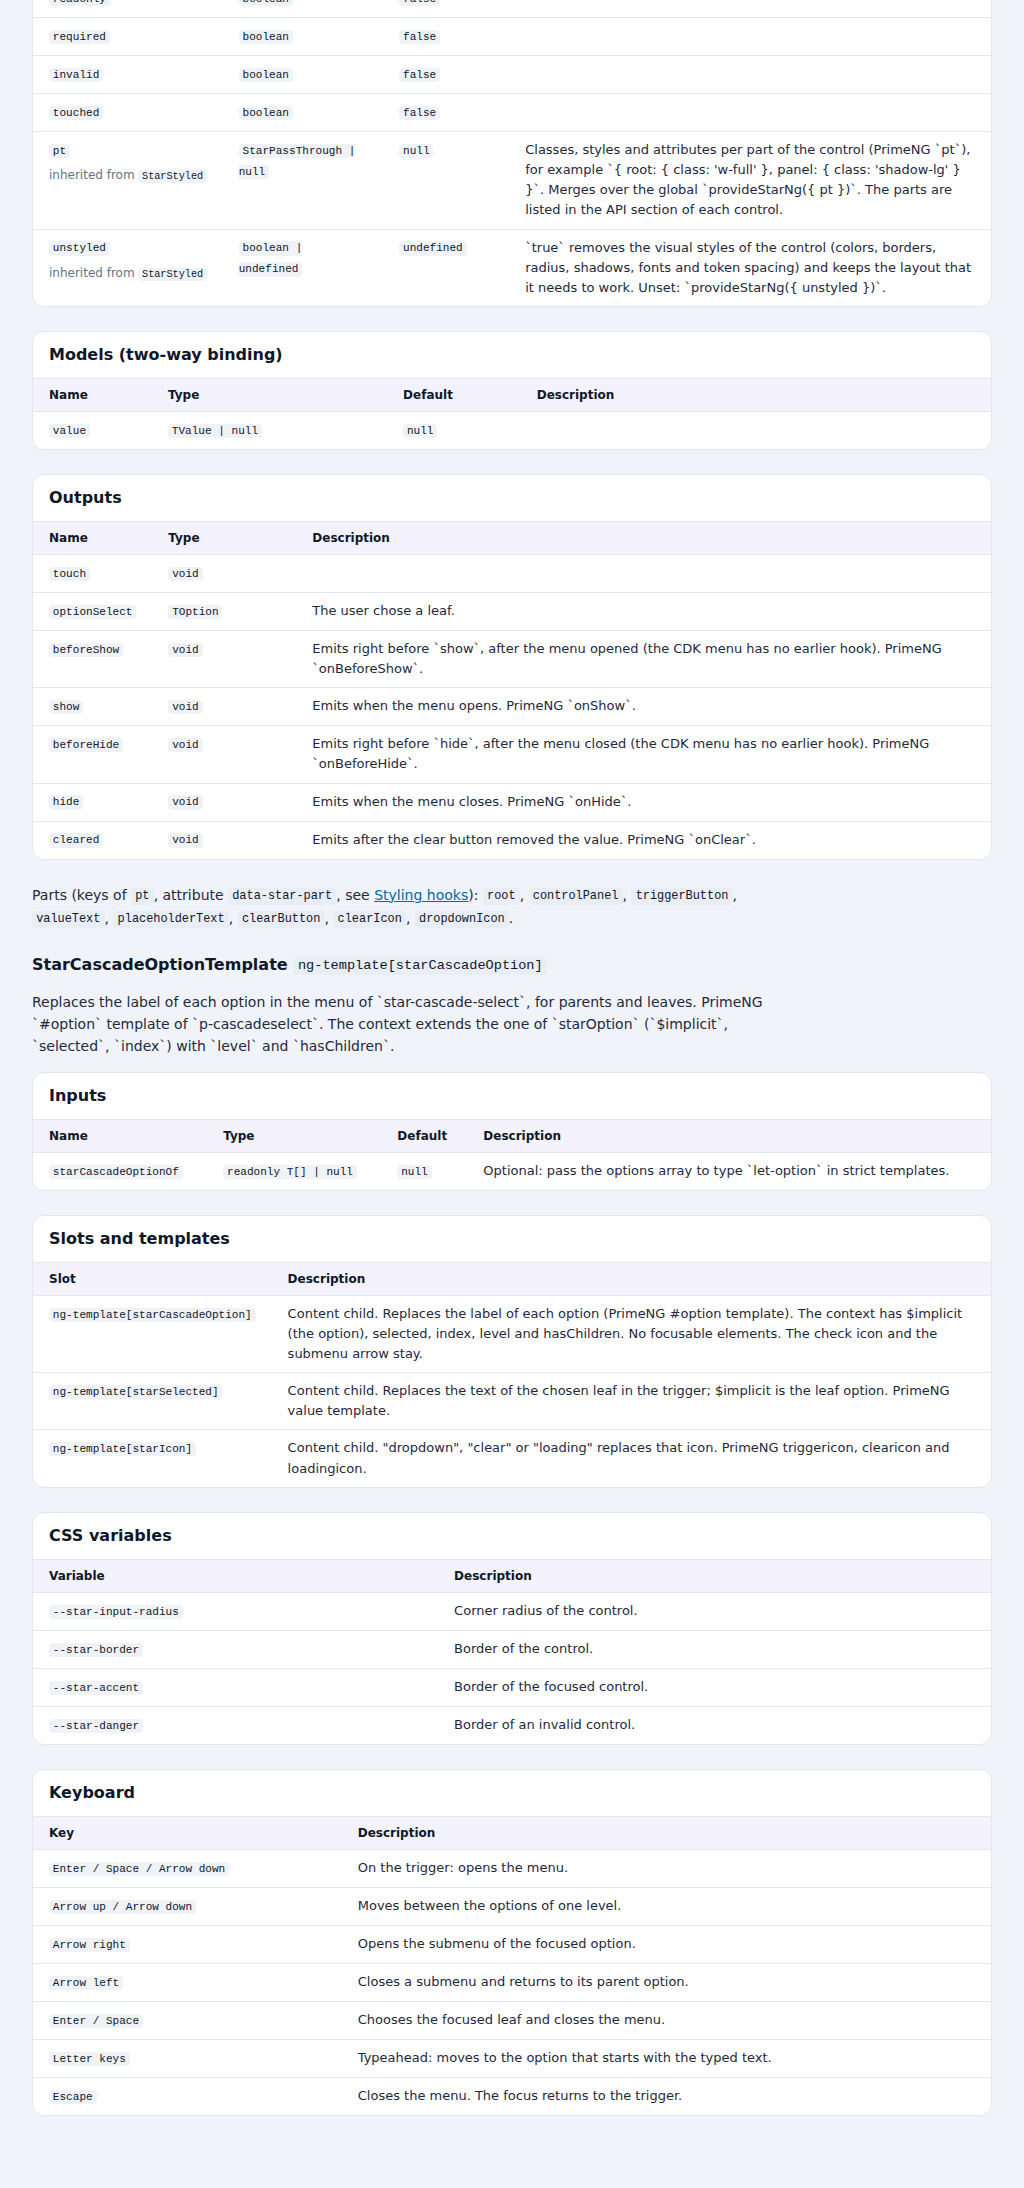 readonly boolean false
required boolean false
invalid boolean false
touched boolean false
pt StarPassThrough | null Classes, styles and attributes per part of the control (PrimeNG `pt`),
inherited from StarStyled null for example `{ root: { class: 'w-full' }, panel: { class: 'shadow-lg' }
}`. Merges over the global `provideStarNg({ pt })`. The parts are
listed in the API section of each control.
unstyled boolean | undefined `true` removes the visual styles of the control (colors, borders,
inherited from StarStyled undefined radius, shadows, fonts and token spacing) and keeps the layout that
it needs to work. Unset: `provideStarNg({ unstyled })`.
Models (two-way binding)
Name Type Default Description
value TValue | null null
Outputs
Name Type Description
touch void
optionSelect TOption The user chose a leaf.
beforeShow void Emits right before `show`, after the menu opened (the CDK menu has no earlier hook). PrimeNG
`onBeforeShow`.
show void Emits when the menu opens. PrimeNG `onShow`.
beforeHide void Emits right before `hide`, after the menu closed (the CDK menu has no earlier hook). PrimeNG
`onBeforeHide`.
hide void Emits when the menu closes. PrimeNG `onHide`.
cleared void Emits after the clear button removed the value. PrimeNG `onClear`.
Parts (keys of pt, attribute data-star-part, see Styling hooks): root, controlPanel, triggerButton,
valueText, placeholderText, clearButton, clearIcon, dropdownIcon.
StarCascadeOptionTemplate ng-template[starCascadeOption]
Replaces the label of each option in the menu of `star-cascade-select`, for parents and leaves. PrimeNG
`#option` template of `p-cascadeselect`. The context extends the one of `starOption` (`$implicit`,
`selected`, `index`) with `level` and `hasChildren`.
Inputs
Name Type Default Description
starCascadeOptionOf readonly T[] | null null Optional: pass the options array to type `let-option` in strict templates.
Slots and templates
Slot Description
ng-template[starCascadeOption] Content child. Replaces the label of each option (PrimeNG #option template). The context has $implicit
(the option), selected, index, level and hasChildren. No focusable elements. The check icon and the
submenu arrow stay.
ng-template[starSelected] Content child. Replaces the text of the chosen leaf in the trigger; $implicit is the leaf option. PrimeNG
value template.
ng-template[starIcon] Content child. "dropdown", "clear" or "loading" replaces that icon. PrimeNG triggericon, clearicon and
loadingicon.
CSS variables
Variable Description
--star-input-radius Corner radius of the control.
--star-border Border of the control.
--star-accent Border of the focused control.
--star-danger Border of an invalid control.
Keyboard
Key Description
Enter / Space / Arrow down On the trigger: opens the menu.
Arrow up / Arrow down Moves between the options of one level.
Arrow right Opens the submenu of the focused option.
Arrow left Closes a submenu and returns to its parent option.
Enter / Space Chooses the focused leaf and closes the menu.
Letter keys Typeahead: moves to the option that starts with the typed text.
Escape Closes the menu. The focus returns to the trigger.